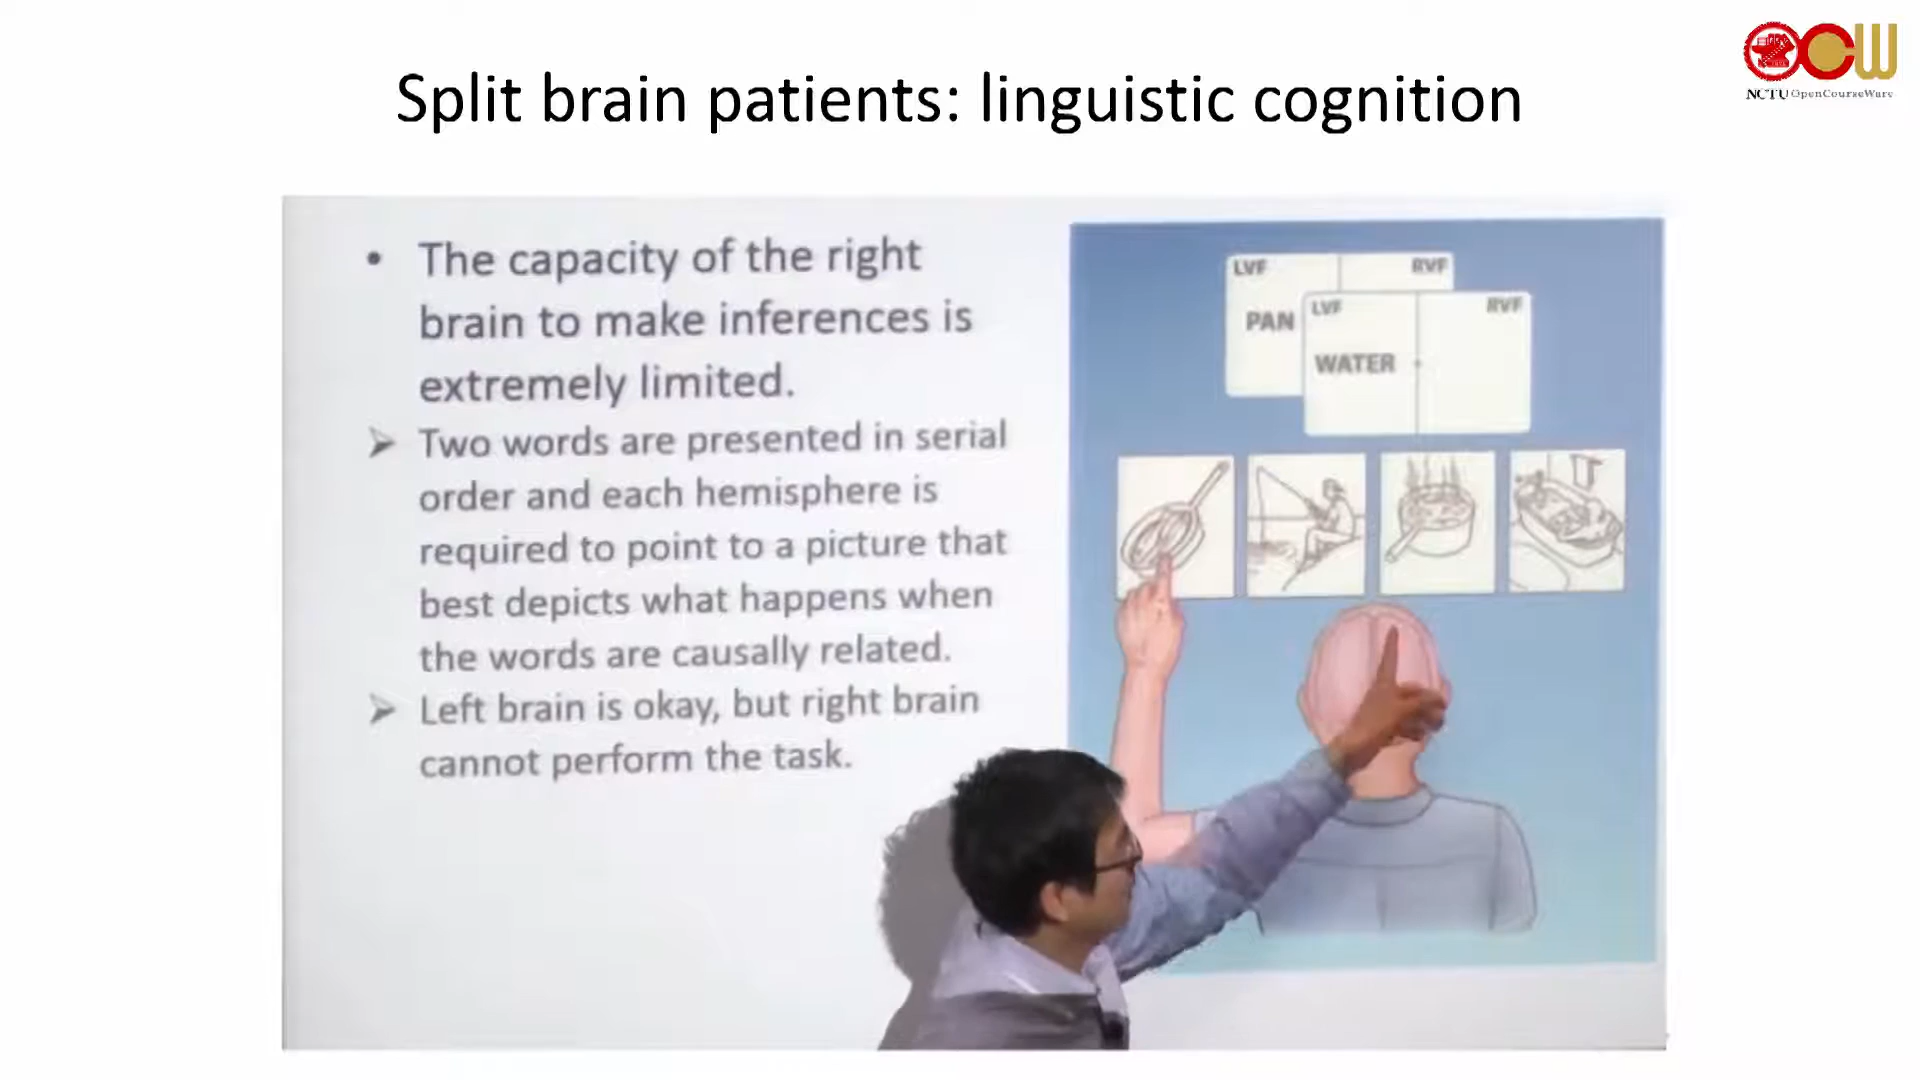 Split brain patients: linguistic cognition
NCTU OpenCourseWare
• The capacity of the right
brain to make inferences is
extremely limited.
➢ Two words are presented in serial
order and each hemisphere is
required to point to a picture that
best depicts what happens when
the words are causally related.
➢ Left brain is okay, but right brain
cannot perform the task.
LVF RVF
PAN
LVF RVF
WATER